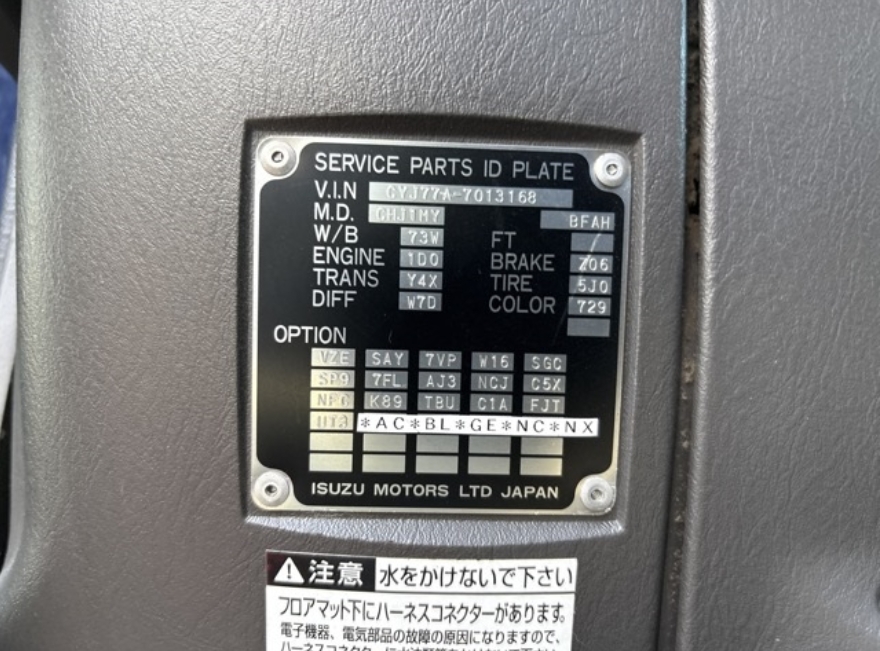 SERVICE PARTS ID PLATE
V.I.N CYJ77A-7013168
M.D. CHJ1MY BFAH
W/B 73W FT /
ENGINE 1D0 BRAKE Z06
TRANS Y4X TIRE 5J0
DIFF W7D COLOR 729
OPTION
VZE SAY 7VP W16 SGC
SP9 7FL AJ3 NCJ C5X
NPC K89 TBU C1A FJT
*AC*BL*GE*NC*NX
ISUZU MOTORS LTD JAPAN
注意 水をかけないで下さい
フロアマット下にハーネスコネクターがあります。
電子機器、電気部品の故障の原因になりますので、